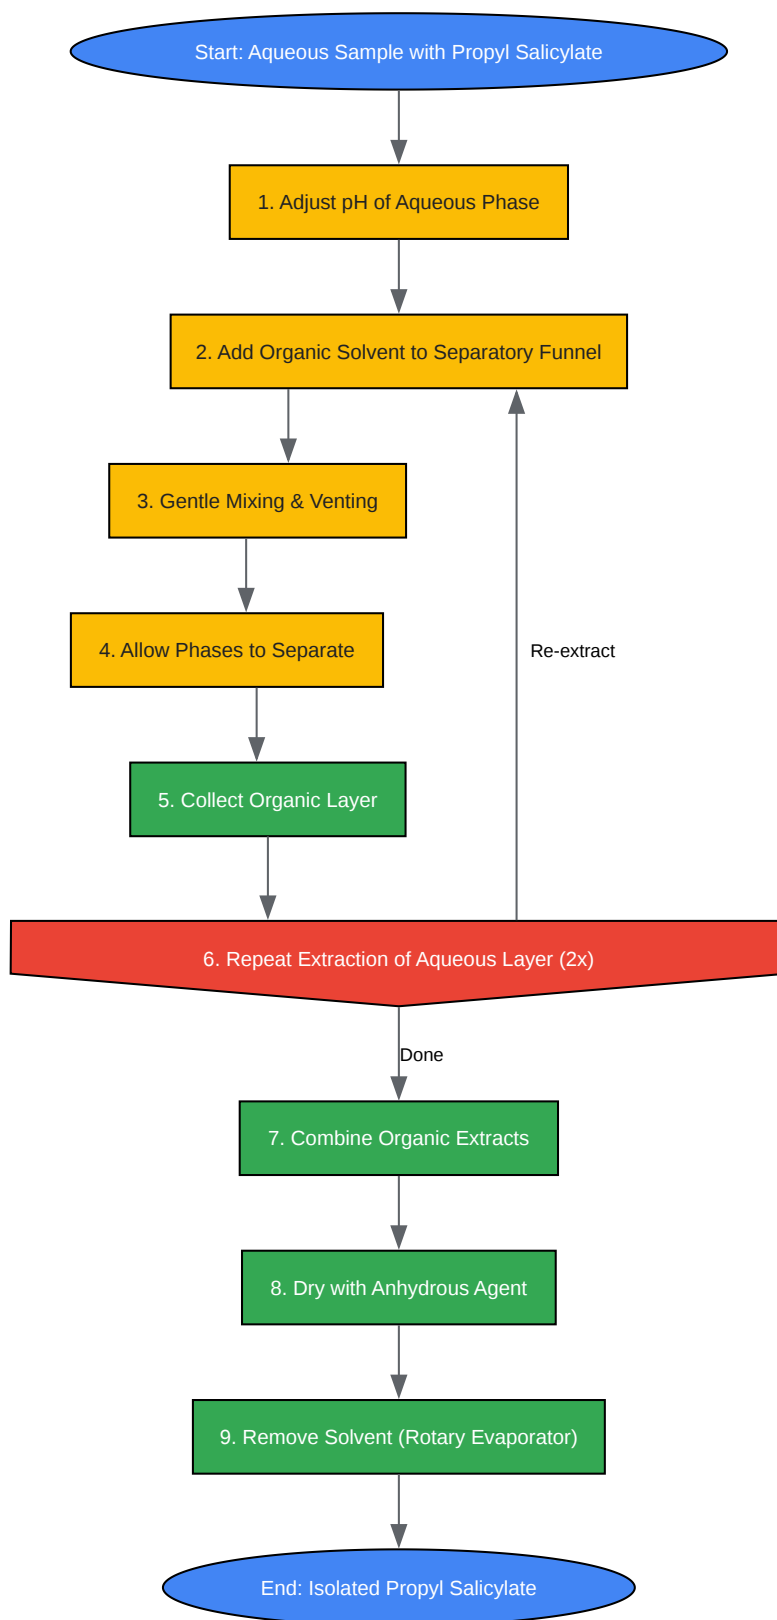 Start: Aqueous Sample with Propyl Salicylate
1. Adjust pH of Aqueous Phase
2. Add Organic Solvent to Separatory Funnel
3. Gentle Mixing & Venting
4. Allow Phases to Separate
Re-extract
5. Collect Organic Layer
6. Repeat Extraction of Aqueous Layer (2x)
Done
7. Combine Organic Extracts
8. Dry with Anhydrous Agent
9. Remove Solvent (Rotary Evaporator)
End: Isolated Propyl Salicylate